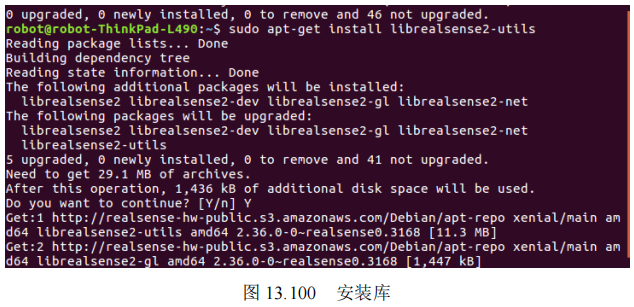 0 upgraded, 0 newly installed, 0 to remove and 46 not upgraded.
robot@robot-ThinkPad-L490:~$ sudo apt-get install librealsense2-utils
Reading package lists... Done
Building dependency tree
Reading state information... Done
The following additional packages will be installed:
  librealsense2 librealsense2-dev librealsense2-gl librealsense2-net
The following packages will be upgraded:
  librealsense2 librealsense2-dev librealsense2-gl librealsense2-net
  librealsense2-utils
5 upgraded, 0 newly installed, 0 to remove and 41 not upgraded.
Need to get 29.1 MB of archives.
After this operation, 1,436 kB of additional disk space will be used.
Do you want to continue? [Y/n] Y
Get:1 http://realsense-hw-public.s3.amazonaws.com/Debian/apt-repo xenial/main am
d64 librealsense2-utils amd64 2.36.0-0~realsense0.3168 [11.3 MB]
Get:2 http://realsense-hw-public.s3.amazonaws.com/Debian/apt-repo xenial/main am
d64 librealsense2-gl amd64 2.36.0-0~realsense0.3168 [1,447 kB]
图 13.100 安装库